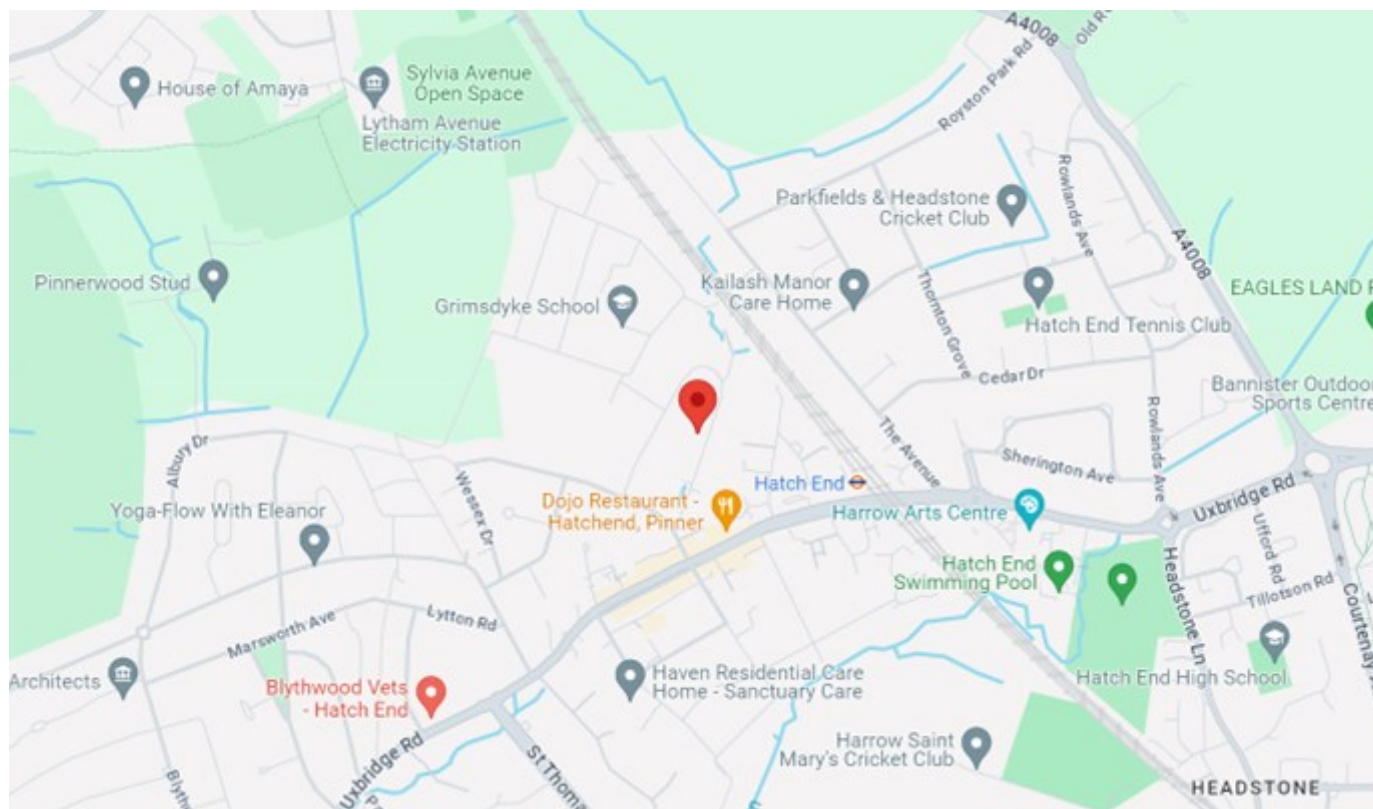 A4008
Old R
Royston Park Rd
House of Amaya
Sylvia Avenue
Open Space
Lytham Avenue
Electricity Station
Rowlands Ave
Parkfields & Headstone
Cricket Club
A4008
Pinnerwood Stud
Grimsdyke School
Kailash Manor
Care Home
Thornton Grove
EAGLES LAND
Hatch End Tennis Club
Cedar Dr
Bannister Outdoor
Sports Centre
Rowlands Ave
The Avenue
Albury Dr
Wessex Dr
Sherington Ave
Hatch End
Uxbridge Rd
Yoga-Flow With Eleanor
Dojo Restaurant -
Hatchend, Pinner
Harrow Arts Centre
Ufford Rd
Hatch End
Swimming Pool
Headstone Ln
Tillotson Rd
Courtenay
Marsworth Ave
Lytton Rd
Architects
Blythwood Vets
- Hatch End
Haven Residential Care
Home - Sanctuary Care
Hatch End High School
Uxbridge Rd
St Thoma
Harrow Saint
Mary's Cricket Club
Blyth
HEADSTONE